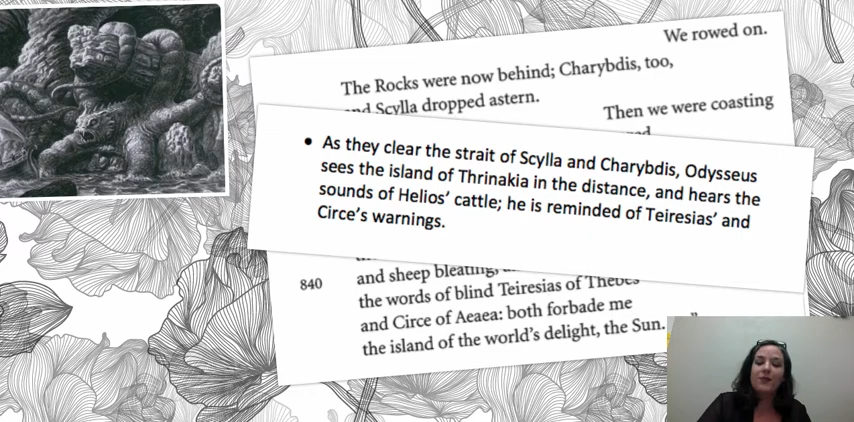 We rowed on.
The Rocks were now behind; Charybdis, too,
and Scylla dropped astern.
Then we were coasting
• As they clear the strait of Scylla and Charybdis, Odysseus
sees the island of Thrinakia in the distance, and hears the
sounds of Helios' cattle; he is reminded of Teiresias' and
Circe's warnings.
and sheep bleating,
840 the words of blind Teiresias of Thebes
and Circe of Aeaea: both forbade me
the island of the world's delight, the Sun.